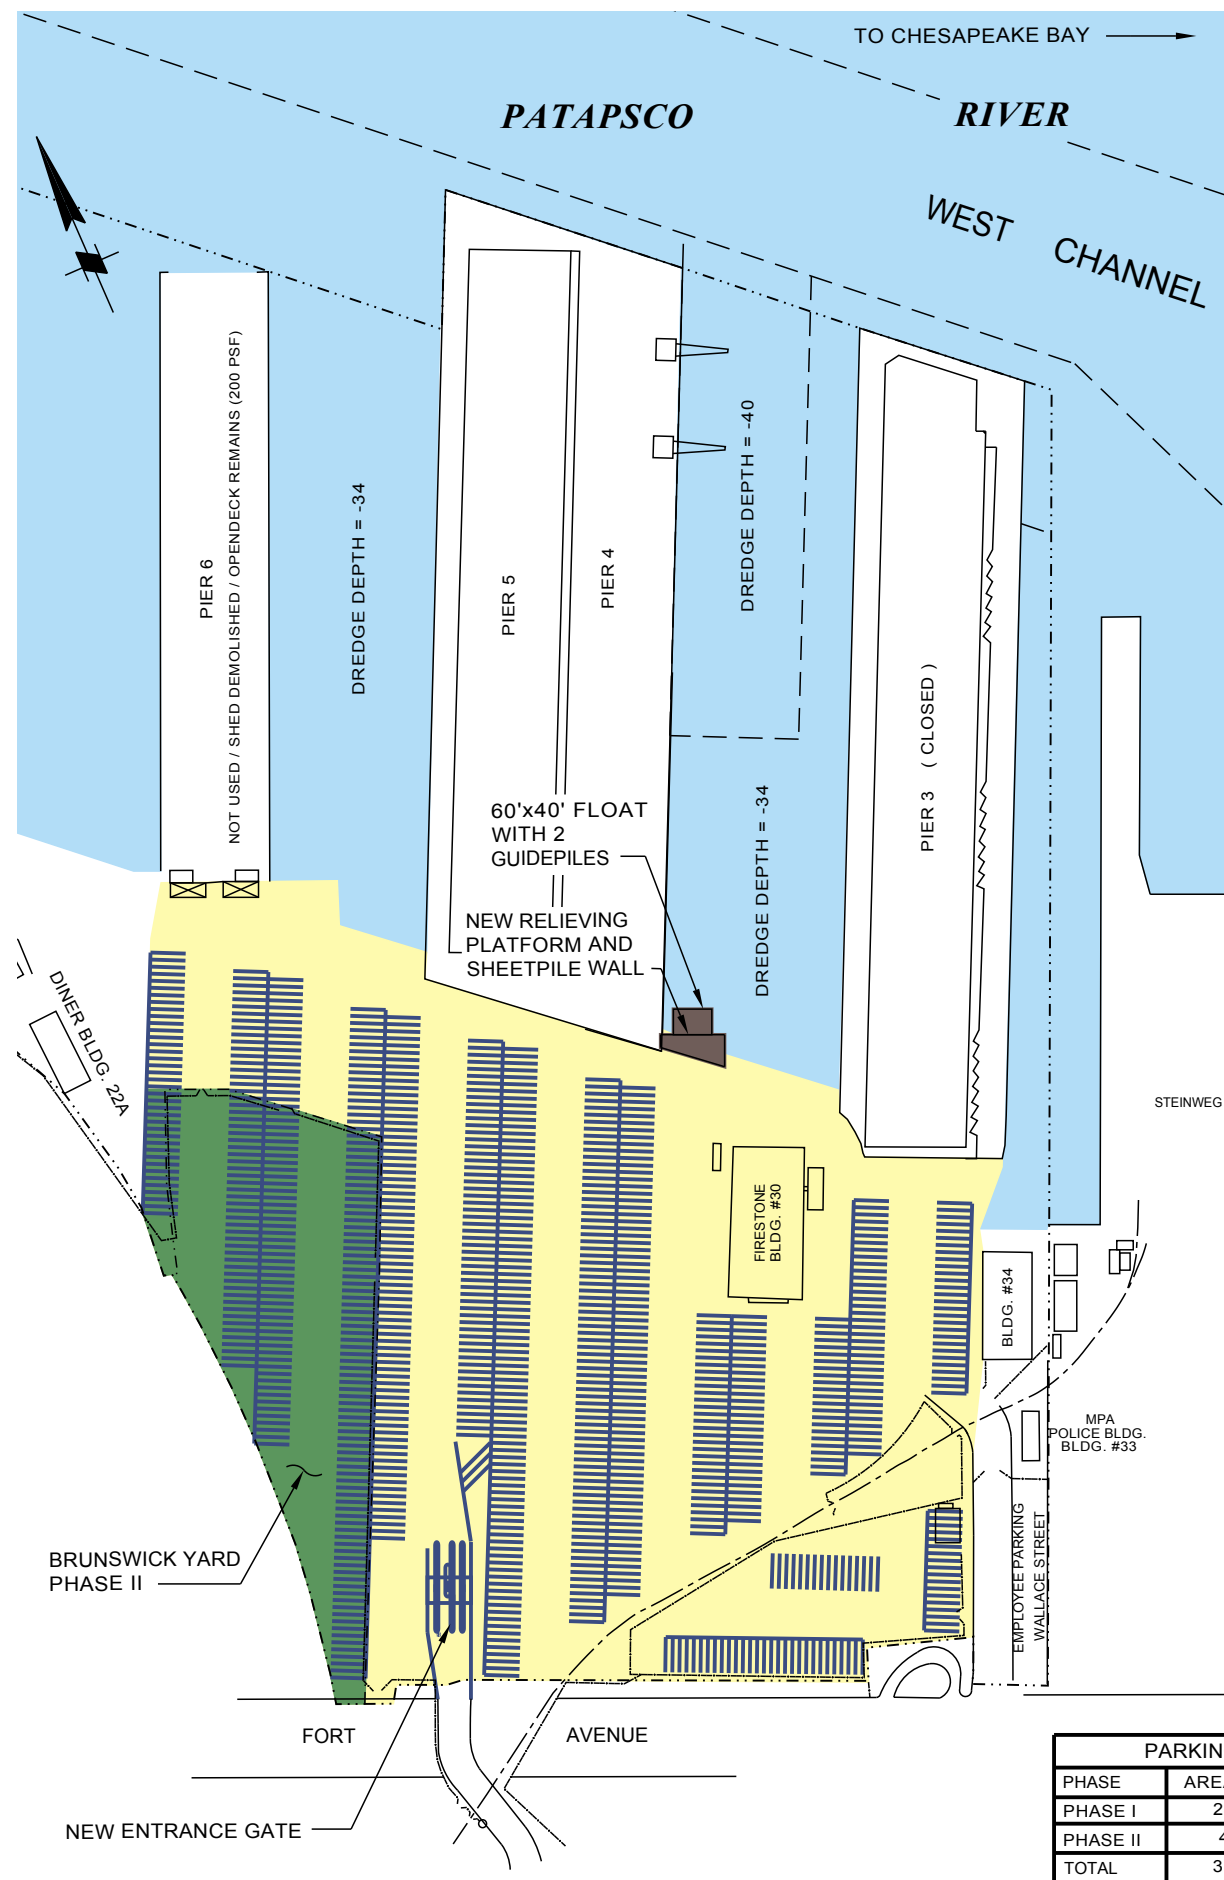 TO CHESAPEAKE BAY
PATAPSCO RIVER
WEST CHANNEL
PIER 6
NOT USED / SHED DEMOLISHED / OPENDECK REMAINS (200 PSF)
DREDGE DEPTH = -34
PIER 5
PIER 4
DREDGE DEPTH = -40
PIER 3 ( CLOSED )
60'x40' FLOAT
WITH 2
GUIDEPILES
NEW RELIEVING
PLATFORM AND
SHEETPILE WALL
DREDGE DEPTH = -34
DINER BLDG. 22A
STEINWEG
FIRESTONE
BLDG. #30
BLDG. #34
MPA
POLICE BLDG.
BLDG. #33
EMPLOYEE PARKING
WALLACE STREET
BRUNSWICK YARD
PHASE II
FORT AVENUE
NEW ENTRANCE GATE
PARKIN
PHASE ARE
PHASE I 2
PHASE II 4
TOTAL 3